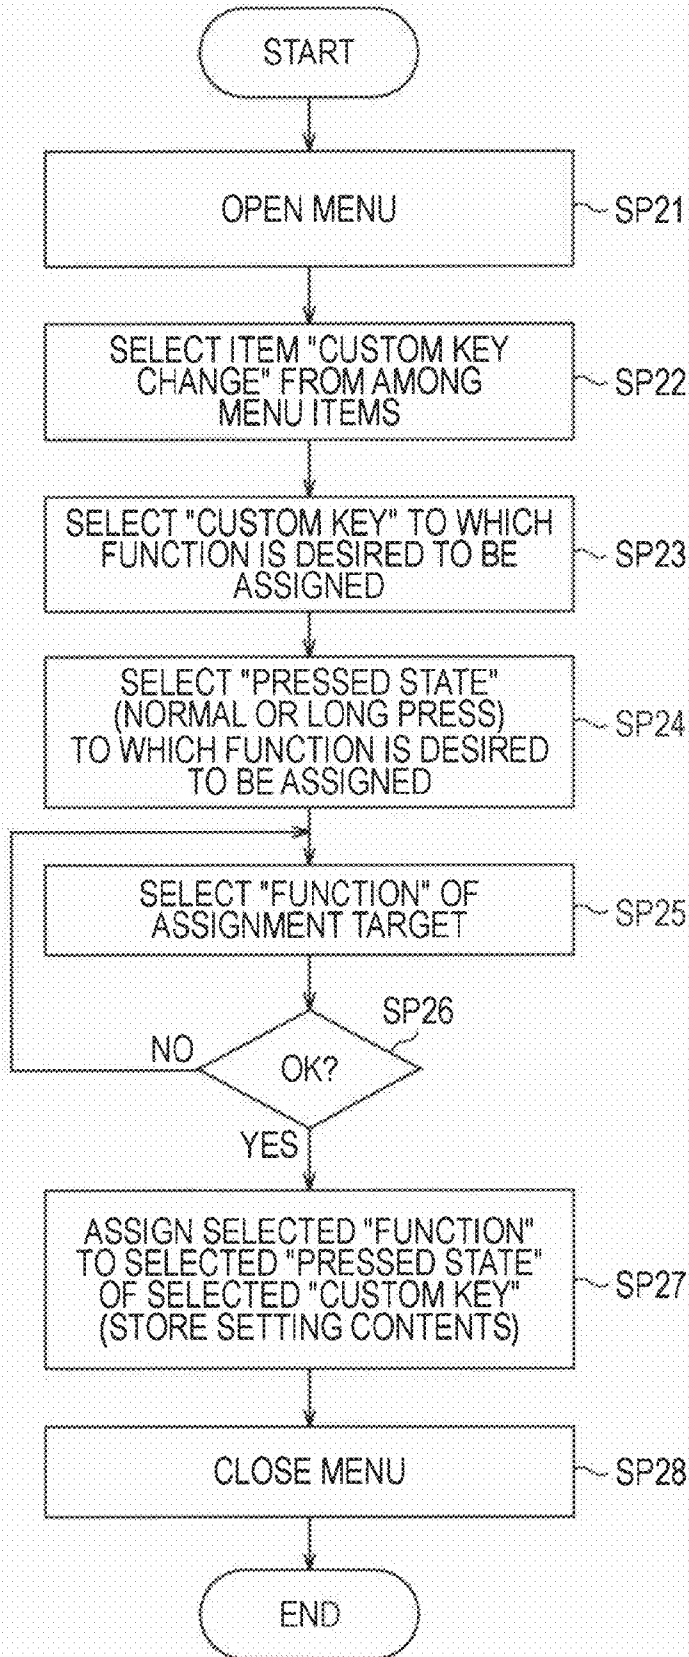 START
OPEN MENU
SP21
SELECT ITEM "CUSTOM KEY
CHANGE" FROM AMONG
MENU ITEMS
SP22
SELECT "CUSTOM KEY" TO WHICH
FUNCTION IS DESIRED TO BE
ASSIGNED
SP23
SELECT "PRESSED STATE"
(NORMAL OR LONG PRESS)
TO WHICH FUNCTION IS DESIRED
TO BE ASSIGNED
SP24
SELECT "FUNCTION" OF
ASSIGNMENT TARGET
SP25
SP26
NO
OK?
YES
ASSIGN SELECTED "FUNCTION"
TO SELECTED "PRESSED STATE"
OF SELECTED "CUSTOM KEY"
(STORE SETTING CONTENTS)
SP27
CLOSE MENU
SP28
END